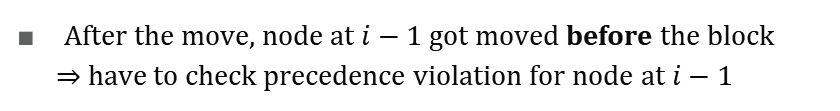 ▪ After the move, node at 𝑖 − 1 got moved before the block
⇒ have to check precedence violation for node at 𝑖 − 1